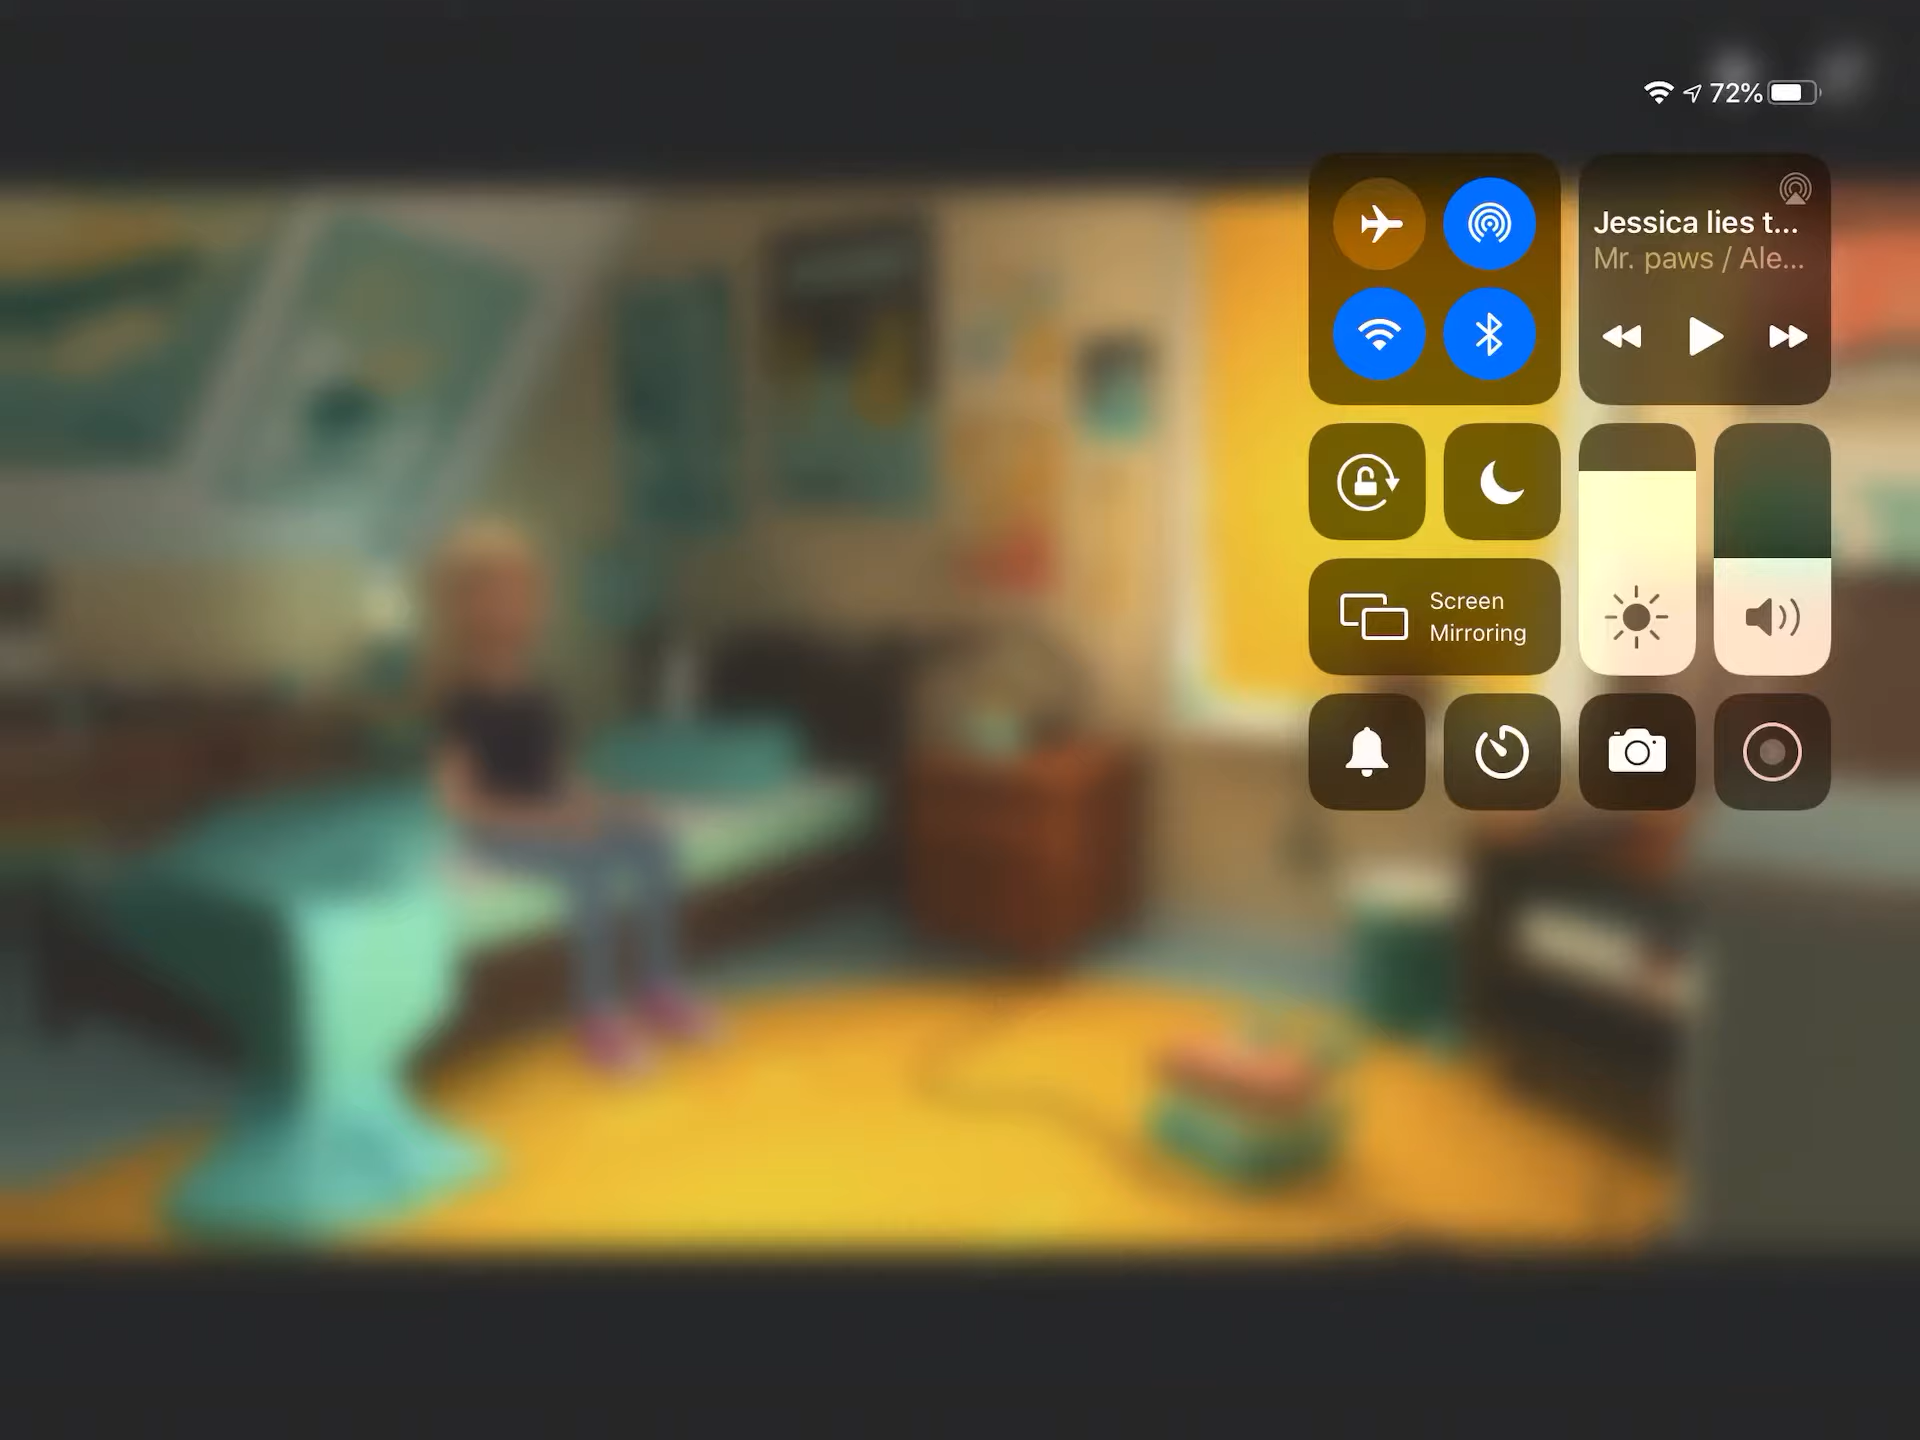 72%
Jessica lies t...
Mr. paws / Ale...
Screen
Mirroring